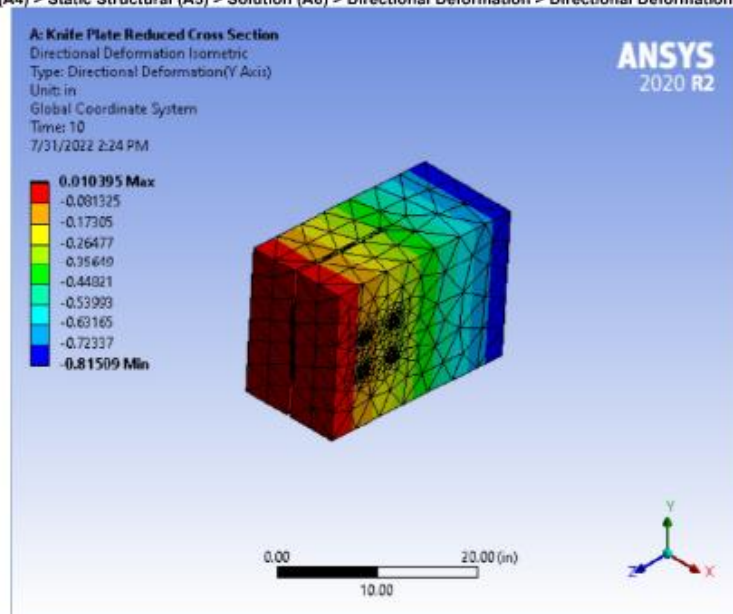 (A4) > Static Structural (A5) > Solution (A6) > Directional Deformation > Directional Deformation
A: Knife Plate Reduced Cross Section
Directional Deformation Isometric
Type: Directional Deformation(Y Axis)
Unit: in
Global Coordinate System
Time: 10
7/31/2022 2:24 PM
ANSYS
2020 R2
0.010395 Max
-0.081325
-0.17305
-0.26477
-0.35649
-0.44821
-0.53993
-0.63165
-0.72337
-0.81509 Min
0.00
20.00 (in)
10.00
Y
Z
X